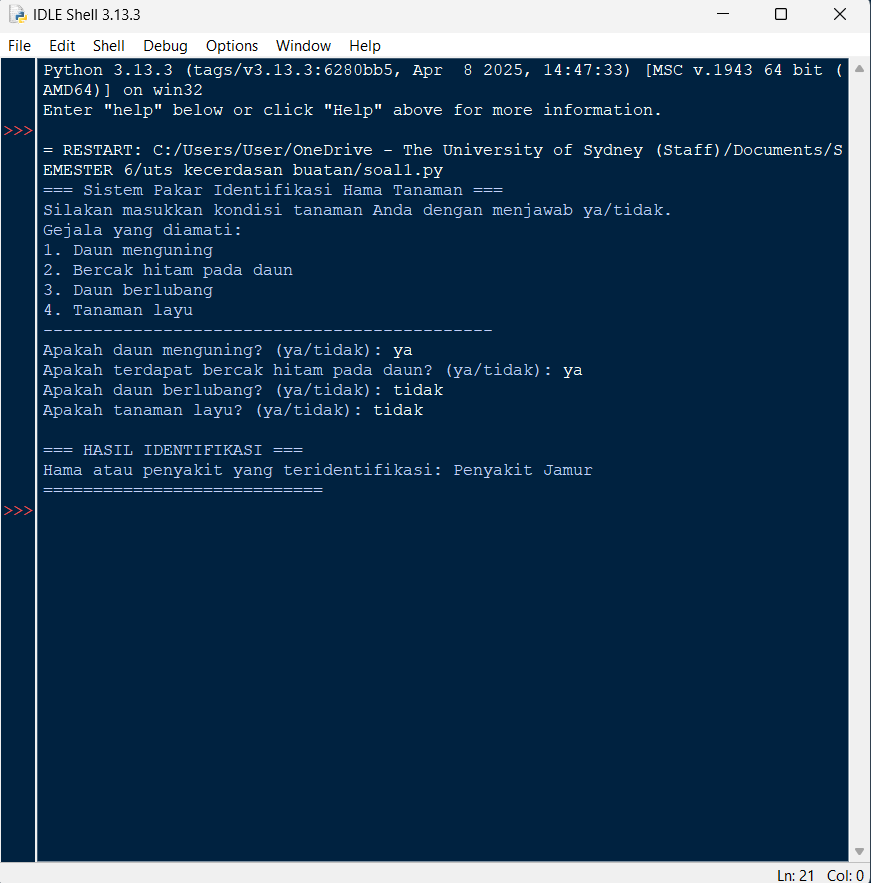 IDLE Shell 3.13.3
File Edit Shell Debug Options Window Help
Python 3.13.3 (tags/v3.13.3:6280bb5, Apr  8 2025, 14:47:33) [MSC v.1943 64 bit (
AMD64)] on win32
Enter "help" below or click "Help" above for more information.
>>>
= RESTART: C:/Users/User/OneDrive - The University of Sydney (Staff)/Documents/S
EMESTER 6/uts kecerdasan buatan/soal1.py
=== Sistem Pakar Identifikasi Hama Tanaman ===
Silakan masukkan kondisi tanaman Anda dengan menjawab ya/tidak.
Gejala yang diamati:
1. Daun menguning
2. Bercak hitam pada daun
3. Daun berlubang
4. Tanaman layu
---------------------------------------------
Apakah daun menguning? (ya/tidak): ya
Apakah terdapat bercak hitam pada daun? (ya/tidak): ya
Apakah daun berlubang? (ya/tidak): tidak
Apakah tanaman layu? (ya/tidak): tidak
=== HASIL IDENTIFIKASI ===
Hama atau penyakit yang teridentifikasi: Penyakit Jamur
============================
>>>
Ln: 21 Col: 0